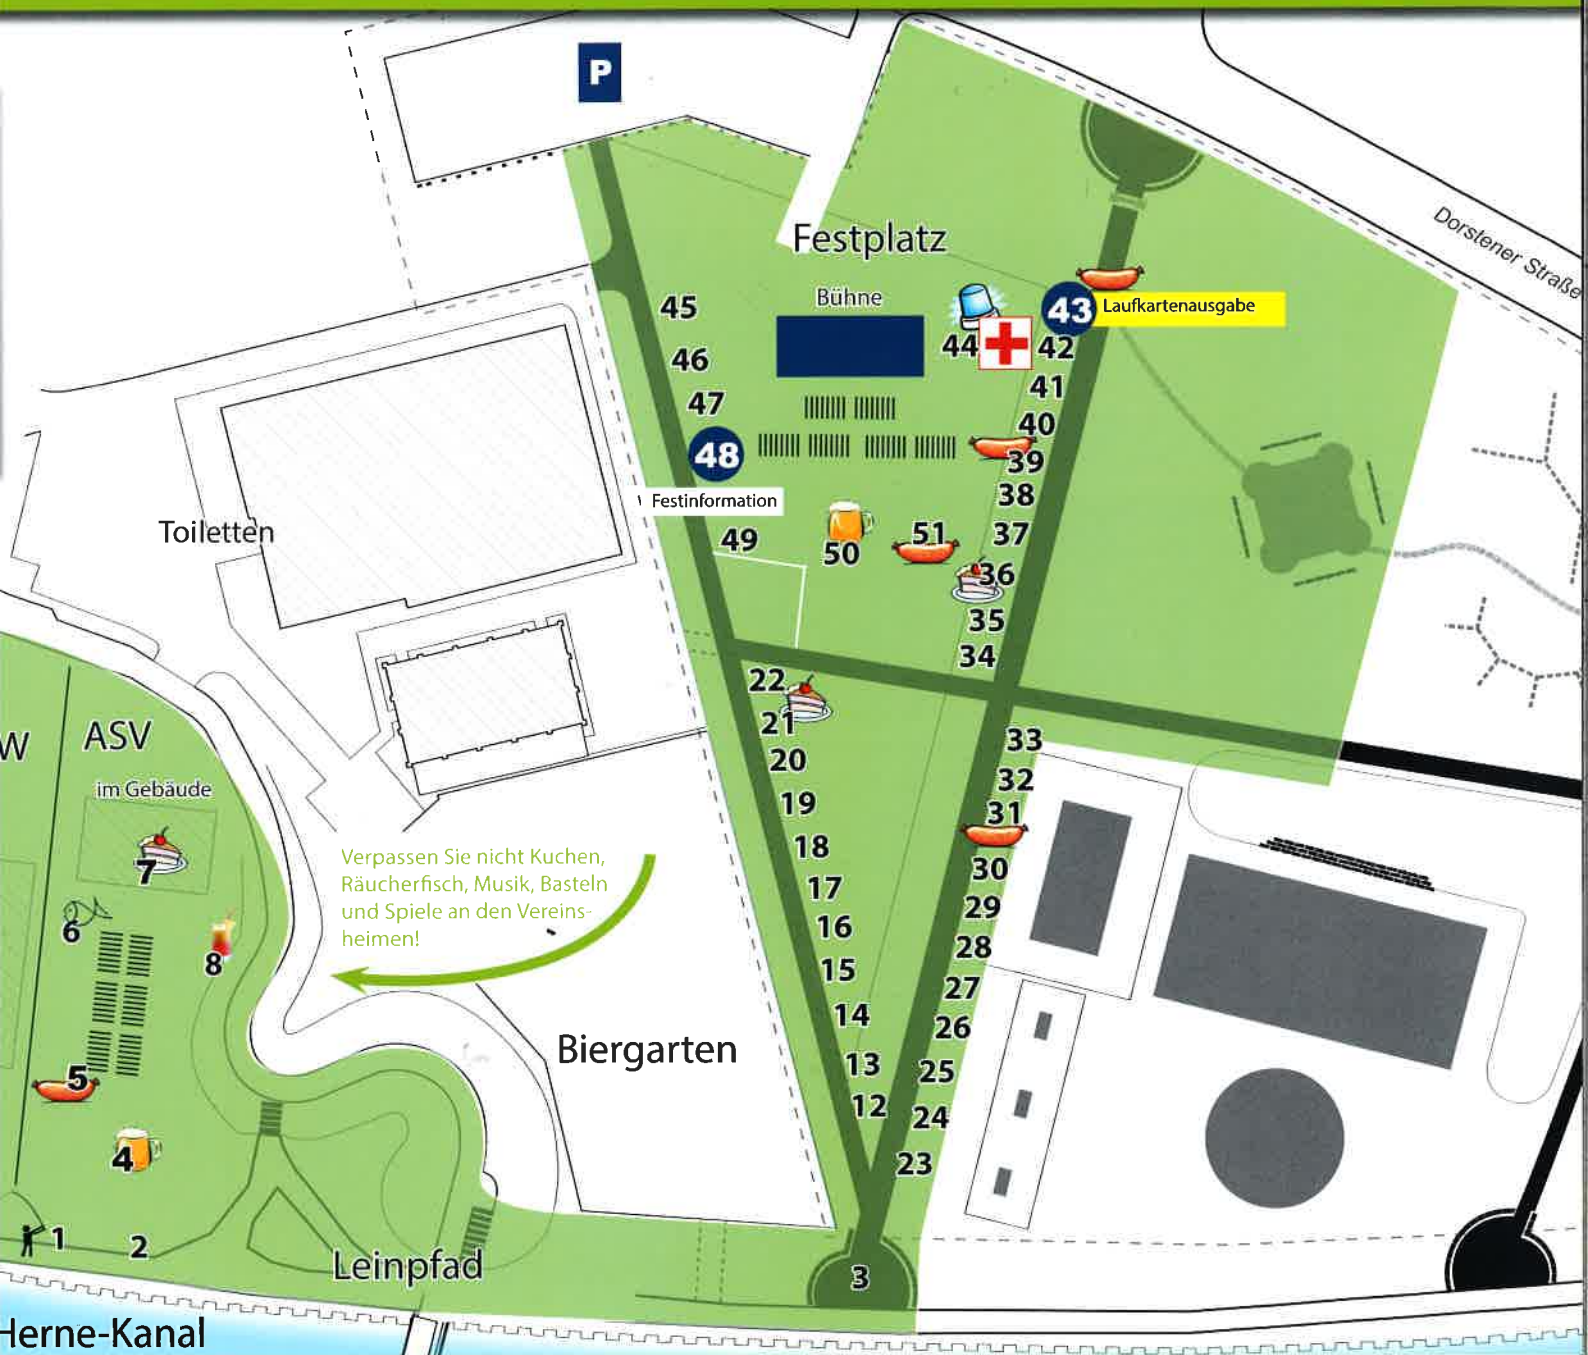 P
Festplatz
Dorstener Straße
Bühne
45
43 Laufkartenausgabe
44 42
46
41
47
40
48
39
Festinformation
38
Toiletten
49
50
51
37
36
35
34
22
21
20
19
18
17
16
15
14
13
12
33
32
31
30
29
28
27
26
25
24
23
3
W
ASV
im Gebäude
7
6
8
5
4
1
2
Verpassen Sie nicht Kuchen,
Räucherfisch, Musik, Basteln
und Spiele an den Vereins-
heimen!
Biergarten
Leinpfad
Herne-Kanal